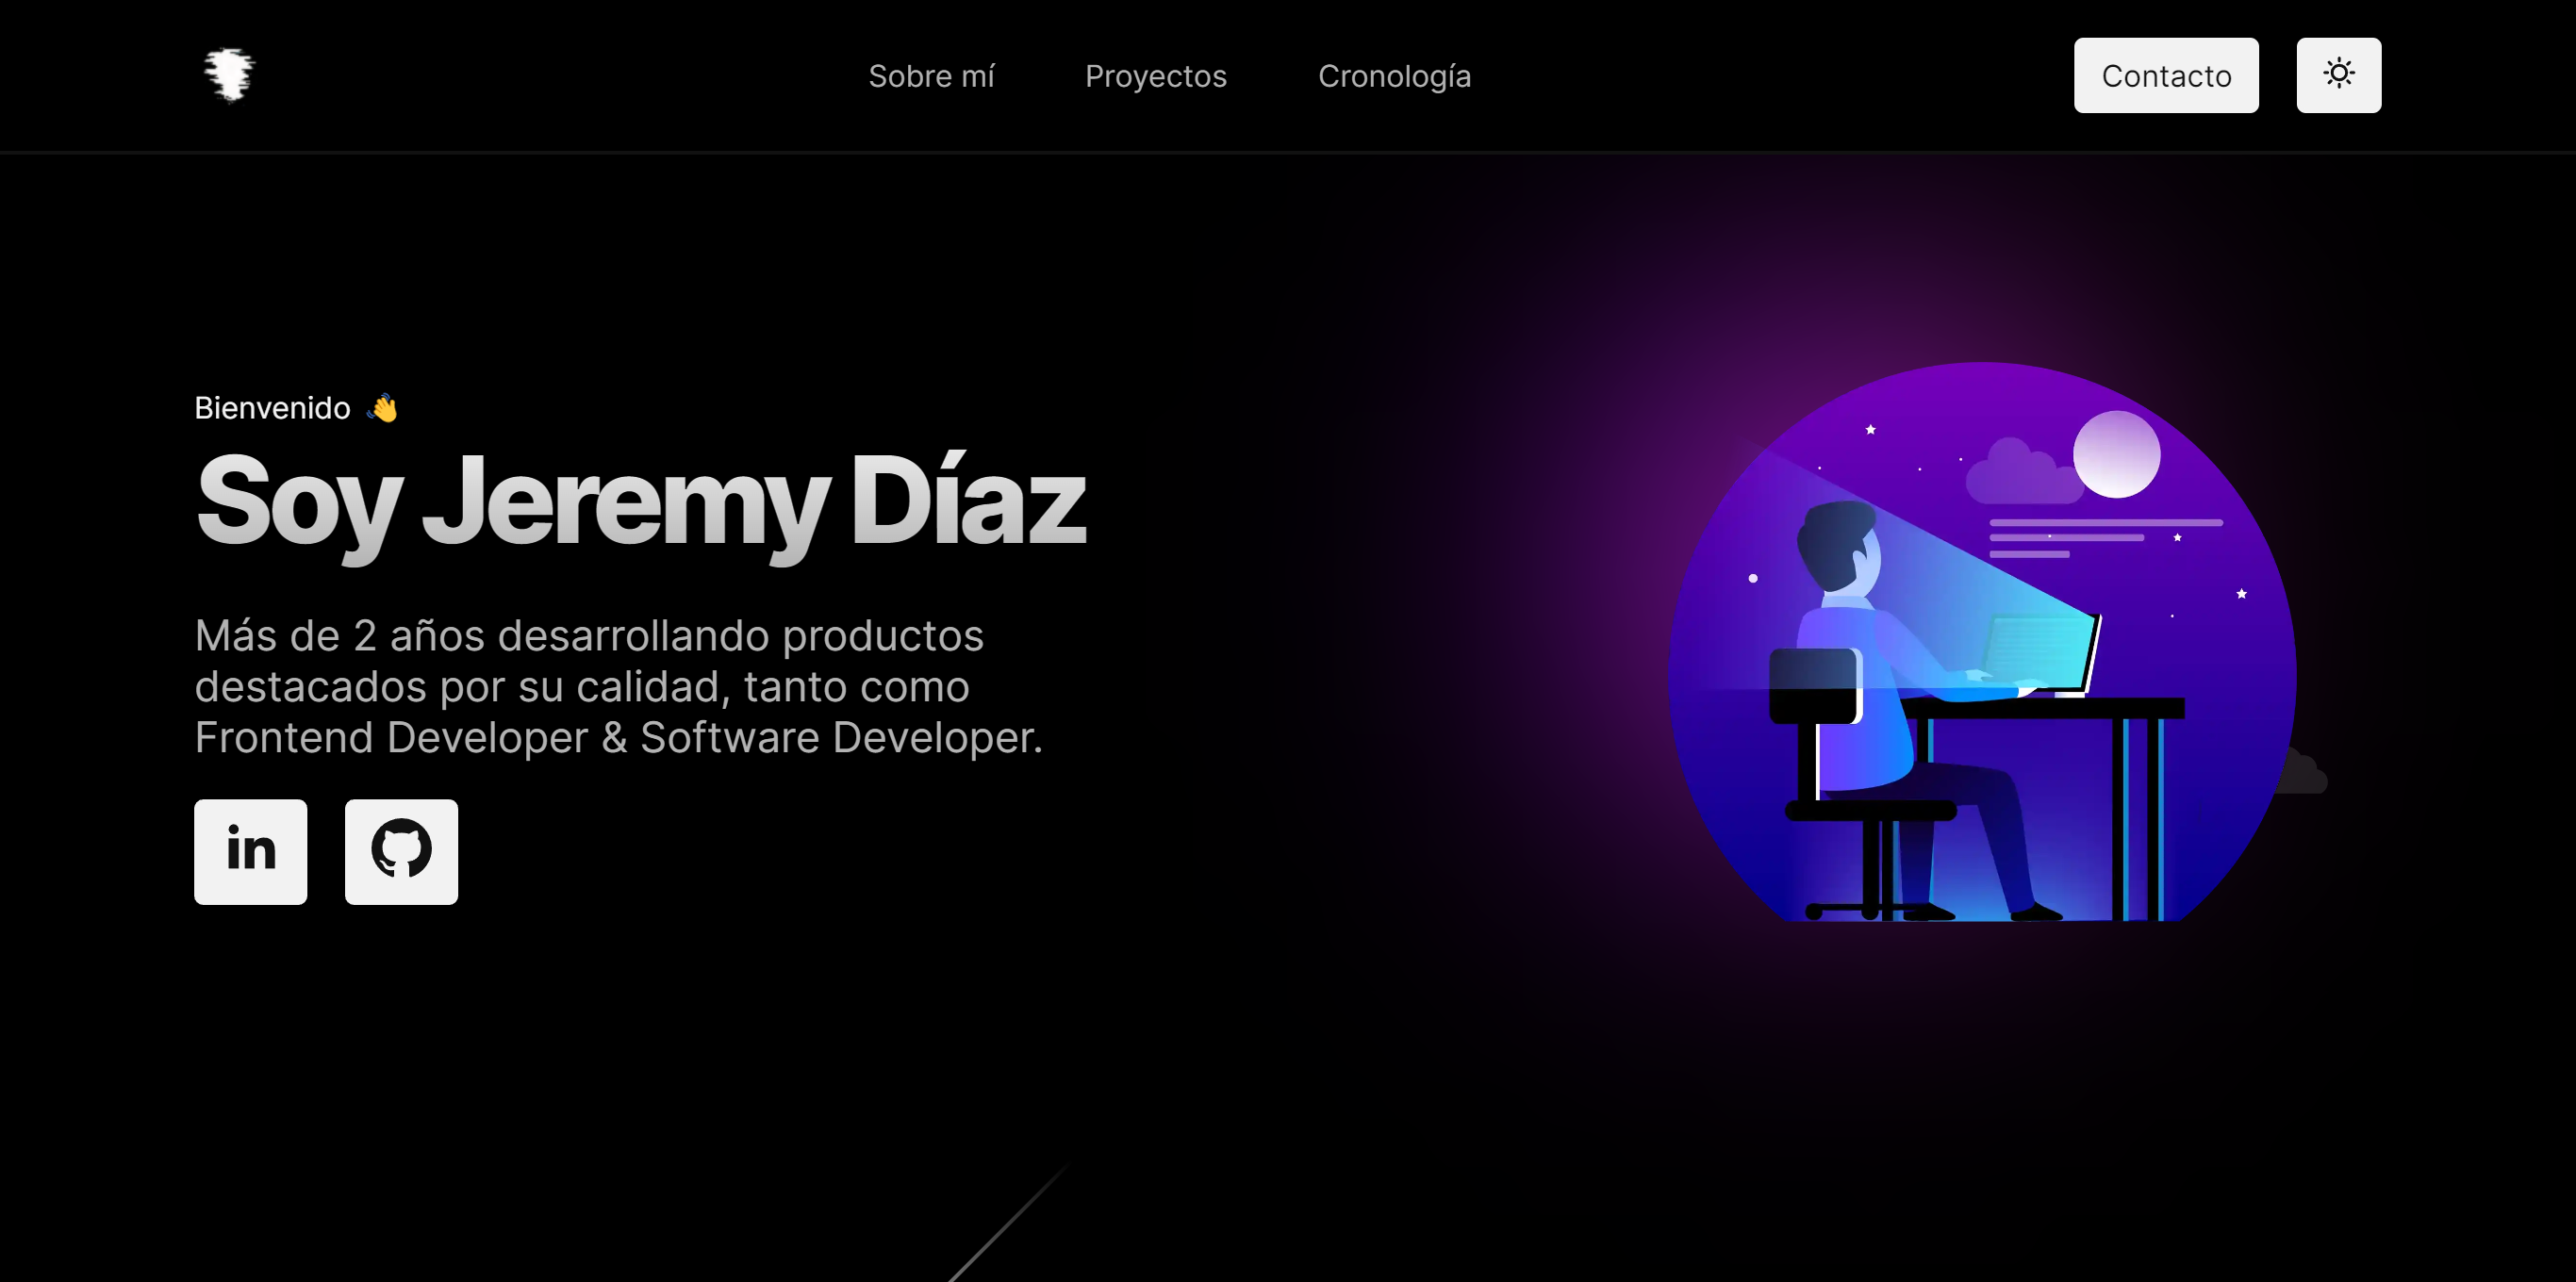 Sobre mí
Proyectos
Cronología
Contacto
Bienvenido 👋
Soy Jeremy Díaz
Más de 2 años desarrollando productos
destacados por su calidad, tanto como
Frontend Developer & Software Developer.
in